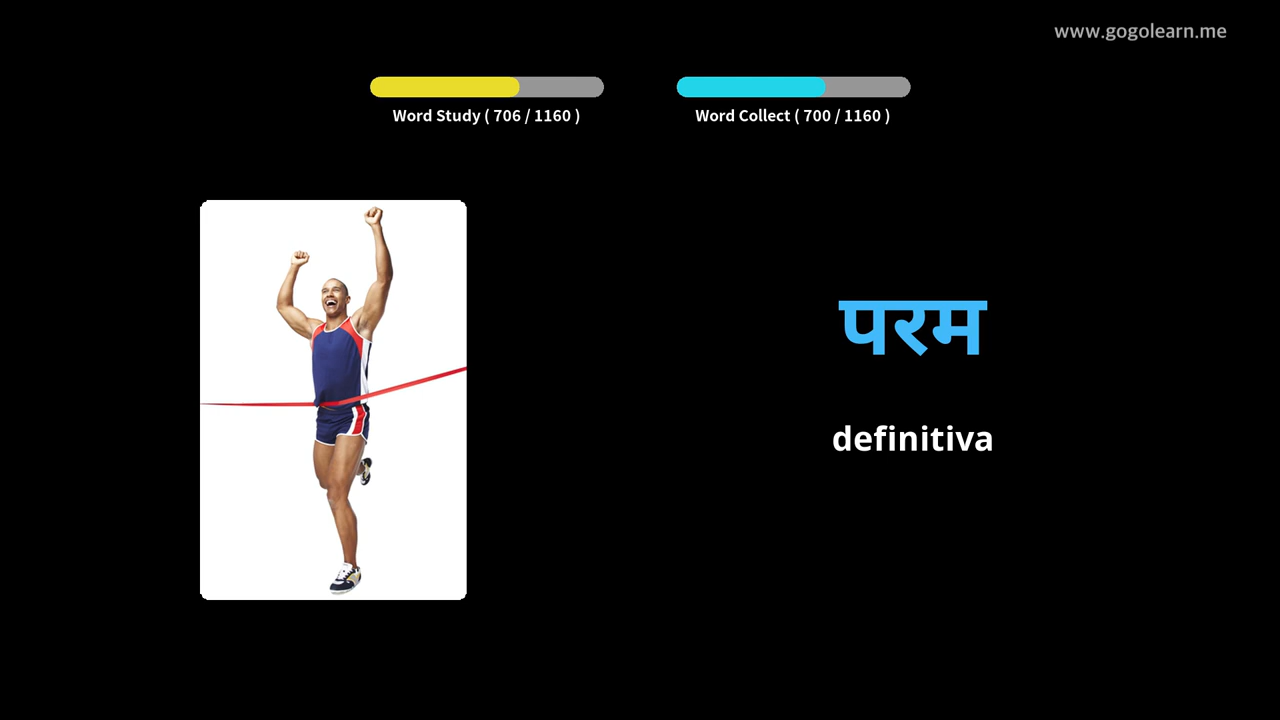 www.gogolearn.me
Word Study ( 706 / 1160 )
Word Collect ( 700 / 1160 )
परम
definitiva